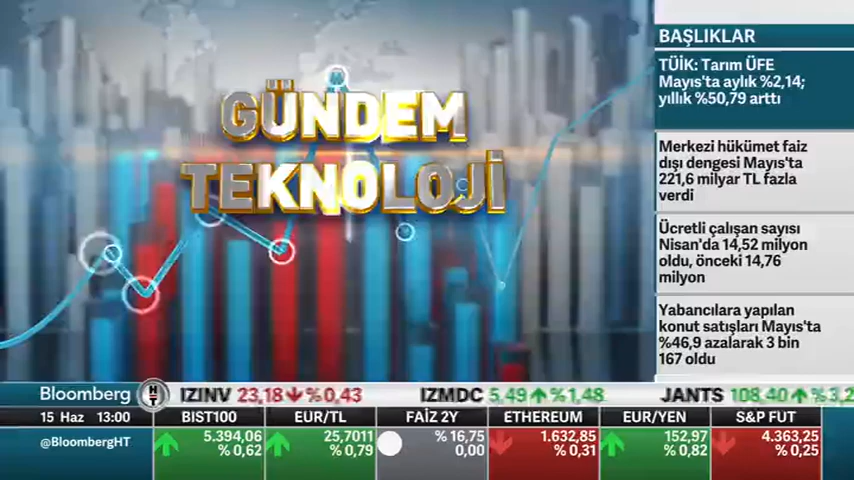 GÜNDEM
TEKNOLOJİ
BAŞLIKLAR
TÜİK: Tarım ÜFE
Mayıs'ta aylık %2,14;
yıllık %50,79 arttı
Merkezi hükümet faiz
dışı dengesi Mayıs'ta
221,6 milyar TL fazla
verdi
Ücretli çalışan sayısı
Nisan'da 14,52 milyon
oldu, önceki 14,76
milyon
Yabancılara yapılan
konut satışları Mayıs'ta
%46,9 azalarak 3 bin
167 oldu
Bloomberg HT IZINV 23,18 %0,43 IZMDC 5,49 %1,48 JANTS 108,40
15 Haz 13:00 BIST100 EUR/TL FAİZ 2Y ETHEREUM EUR/YEN S&P FUT
@BloombergHT 5.394,06 25,7011 %16,75 1.632,85 152,97 4.363,25
%0,62 %0,79 0,00 %0,31 %0,82 %0,25